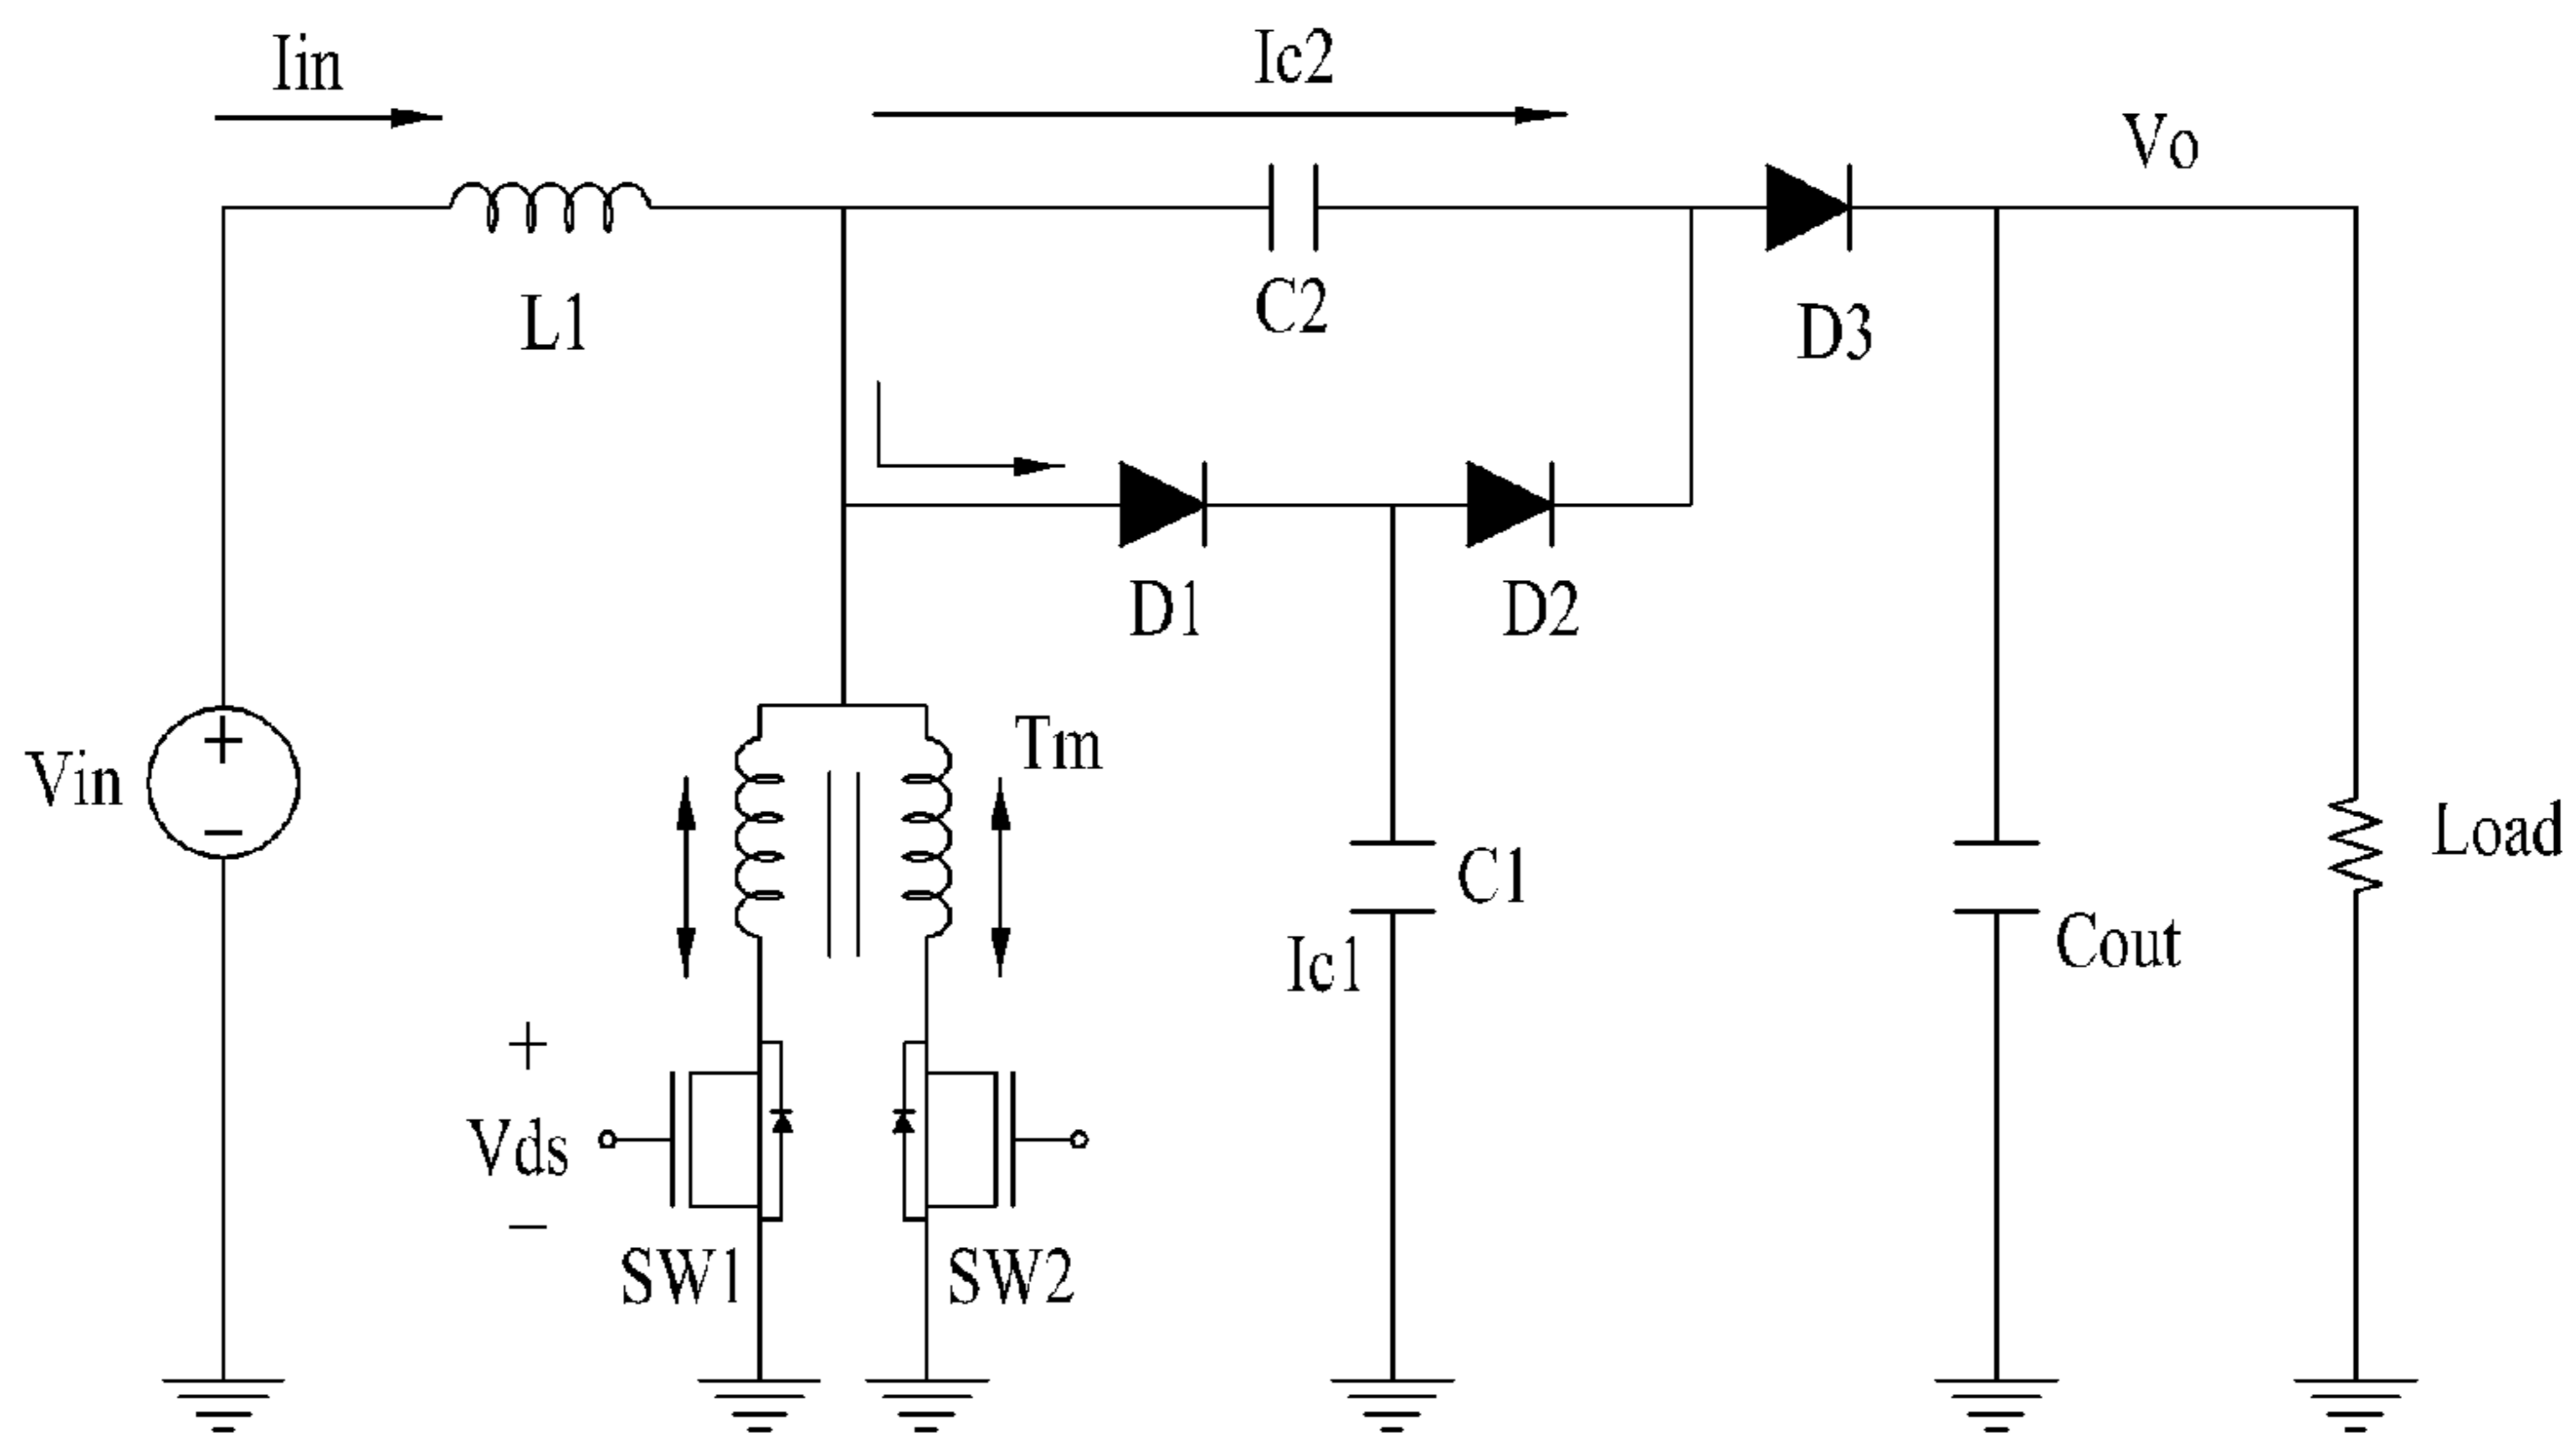 Iin
Ic2
Vo
L1
C2
D3
D1
D2
Tm
Vin
+
−
Load
C1
Cout
Ic1
+
Vds
−
SW1
SW2